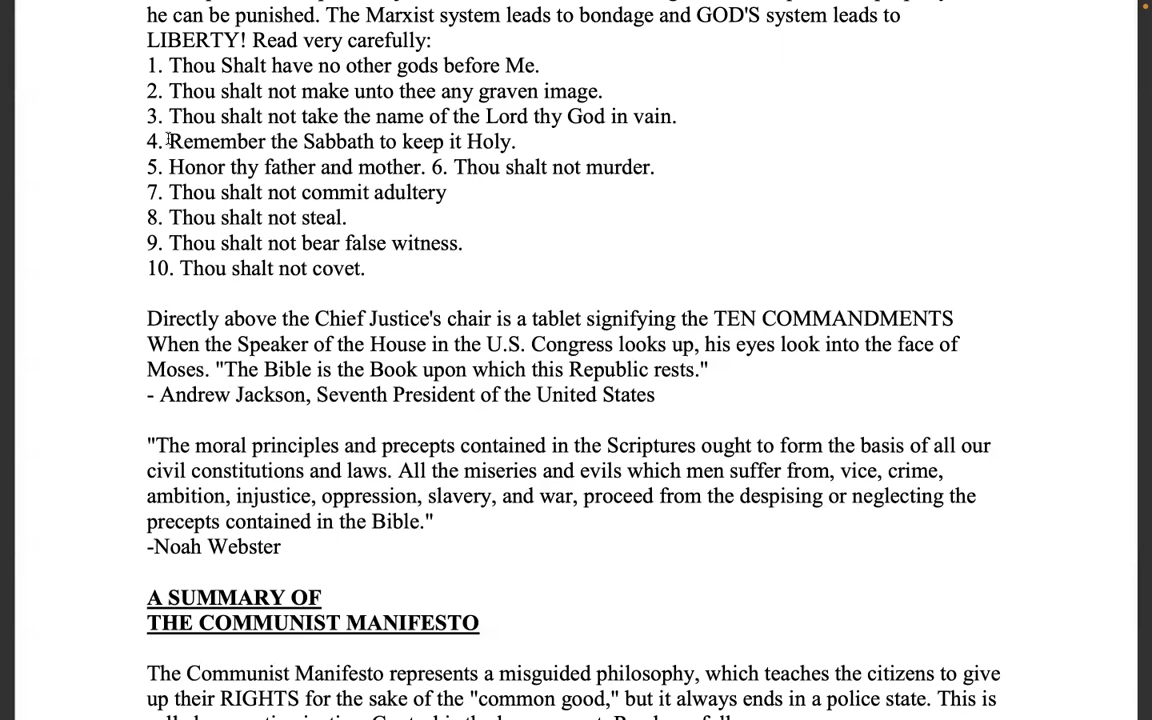 he can be punished. The Marxist system leads to bondage and GOD'S system leads to
LIBERTY! Read very carefully:
1. Thou Shalt have no other gods before Me.
2. Thou shalt not make unto thee any graven image.
3. Thou shalt not take the name of the Lord thy God in vain.
4. Remember the Sabbath to keep it Holy.
5. Honor thy father and mother. 6. Thou shalt not murder.
7. Thou shalt not commit adultery
8. Thou shalt not steal.
9. Thou shalt not bear false witness.
10. Thou shalt not covet.
Directly above the Chief Justice's chair is a tablet signifying the TEN COMMANDMENTS
When the Speaker of the House in the U.S. Congress looks up, his eyes look into the face of
Moses. "The Bible is the Book upon which this Republic rests."
- Andrew Jackson, Seventh President of the United States
"The moral principles and precepts contained in the Scriptures ought to form the basis of all our
civil constitutions and laws. All the miseries and evils which men suffer from, vice, crime,
ambition, injustice, oppression, slavery, and war, proceed from the despising or neglecting the
precepts contained in the Bible."
-Noah Webster
A SUMMARY OF
THE COMMUNIST MANIFESTO
The Communist Manifesto represents a misguided philosophy, which teaches the citizens to give
up their RIGHTS for the sake of the "common good," but it always ends in a police state. This is